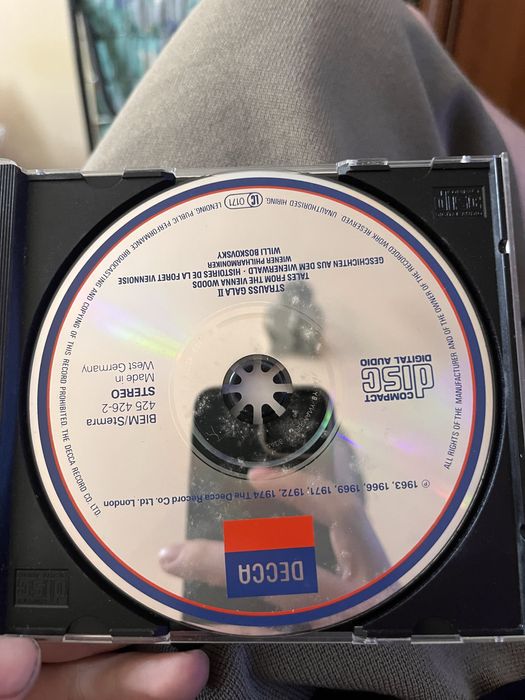 DECCA
℗ 1963, 1966, 1969, 1971, 1972, 1974 The Decca Record Co. Ltd. London
BIEM/Stemra
425 426-2
STEREO
Made in
West Germany
COMPACT
disc
DIGITAL AUDIO
STRAUSS GALA II
TALES FROM THE VIENNA WOODS
GESCHICHTEN AUS DEM WIENERWALD · HISTOIRES DE LA FORET VIENNOISE
WIENER PHILHARMONIKER
WILLI BOSKOVSKY
ALL RIGHTS OF THE MANUFACTURER AND OF THE OWNER OF THE RECORDED WORK RESERVED. UNAUTHORISED HIRING, LENDING, PUBLIC PERFORMANCE BROADCASTING AND COPYING OF THIS RECORD PROHIBITED. THE DECCA RECORD CO. LTD.
LC 0171